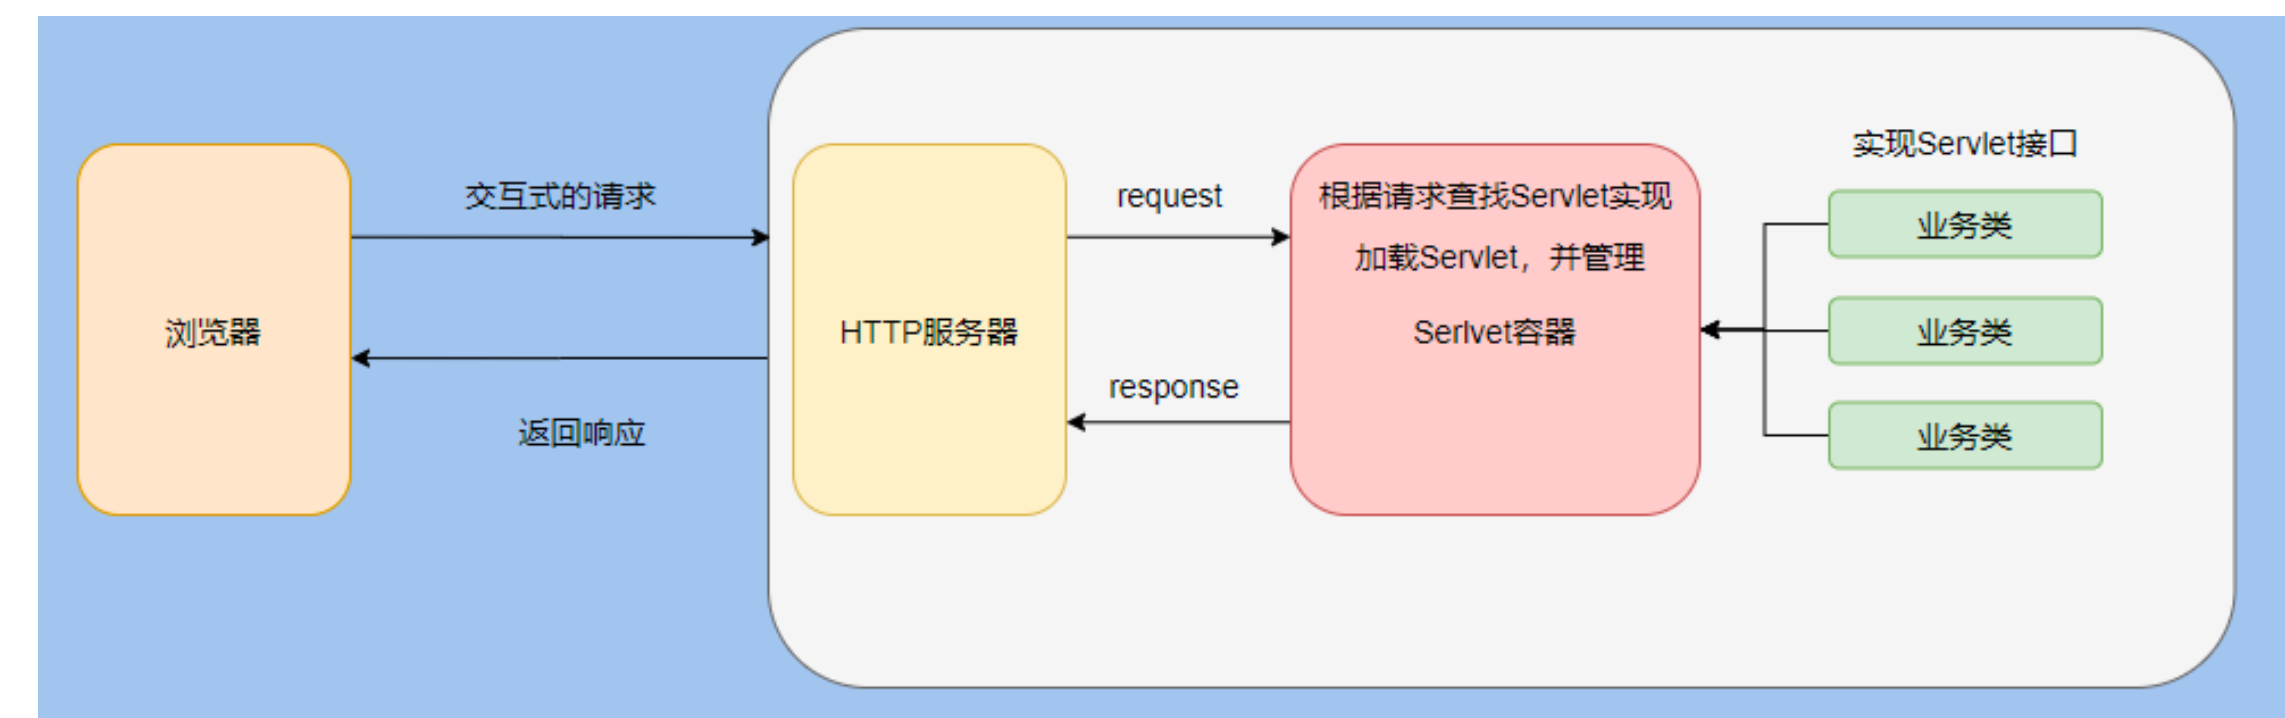 浏览器
交互式的请求
返回响应
HTTP服务器
request
response
根据请求查找Servlet实现
加载Servlet，并管理
Serlvet容器
实现Servlet接口
业务类
业务类
业务类